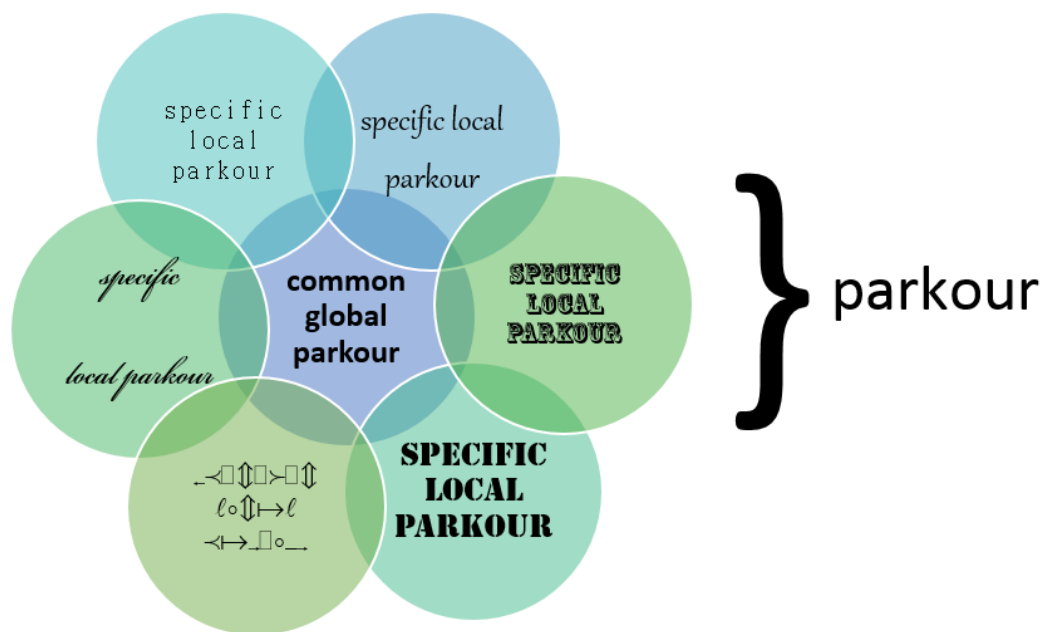 specific
local
parkour
specific local
parkour
specific
local parkour
common
global
parkour
SPECIFIC
LOCAL
PARKOUR
SPECIFIC
LOCAL
PARKOUR
} parkour